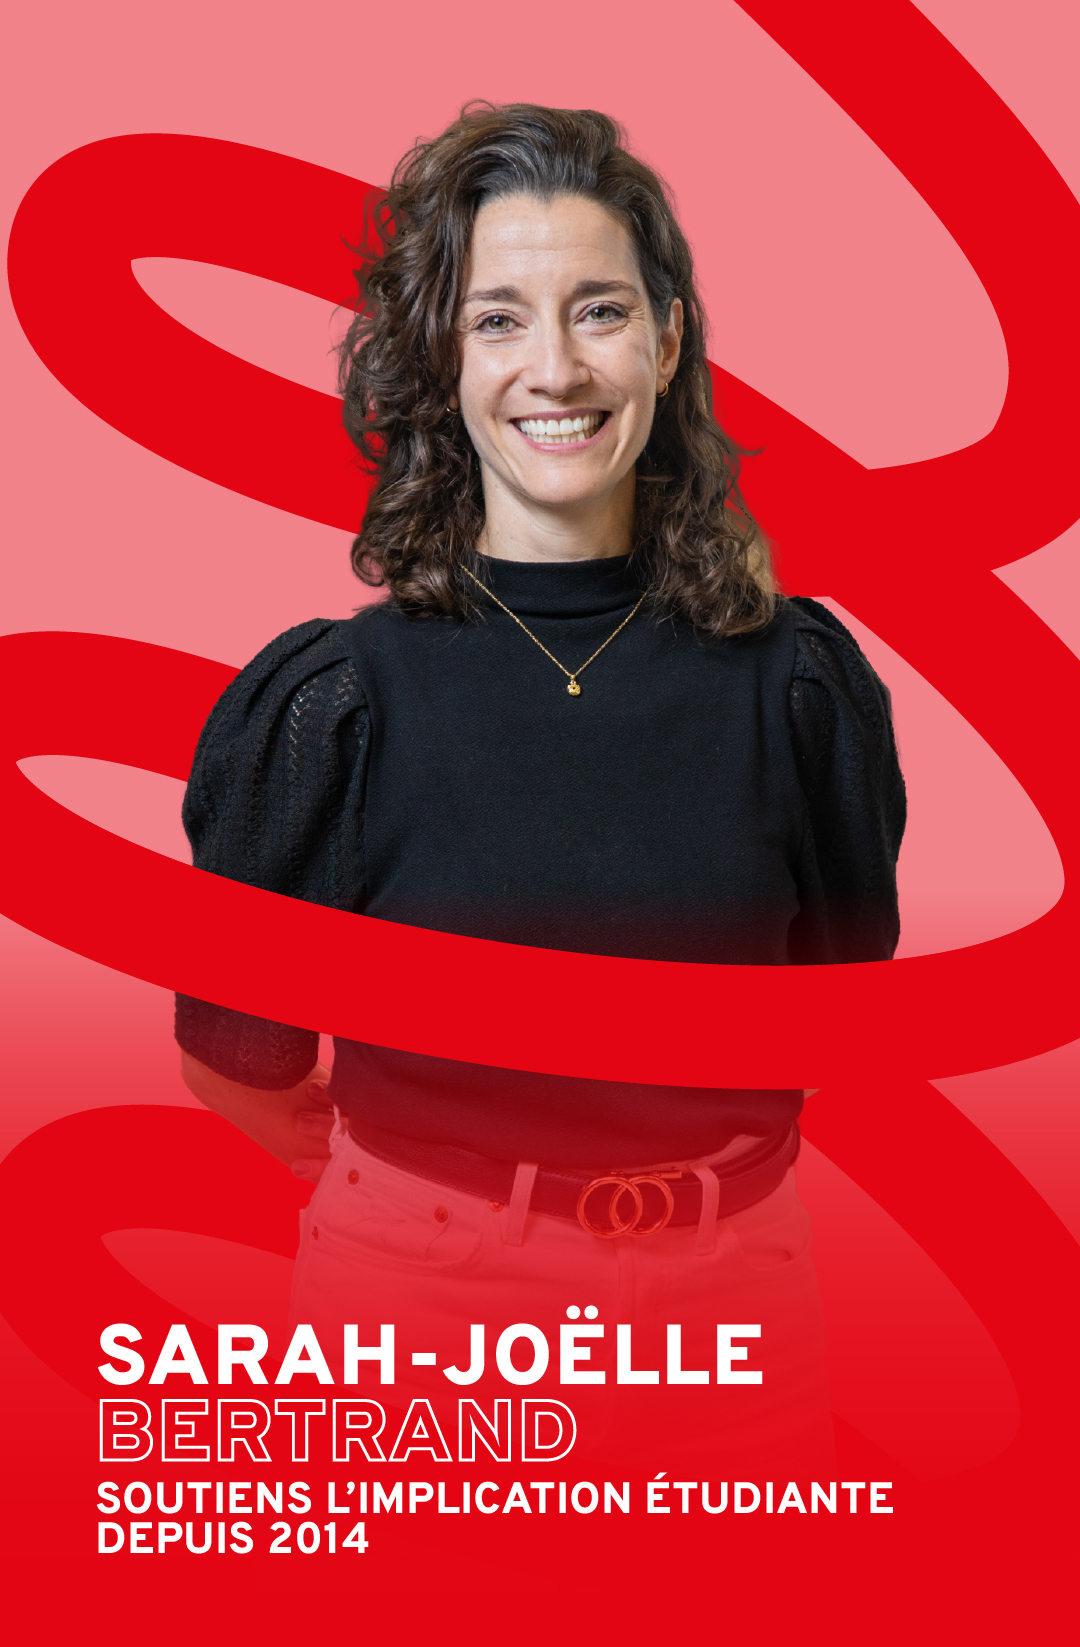 SARAH-JOËLLE
BERTRAND
SOUTIENS L'IMPLICATION ÉTUDIANTE
DEPUIS 2014